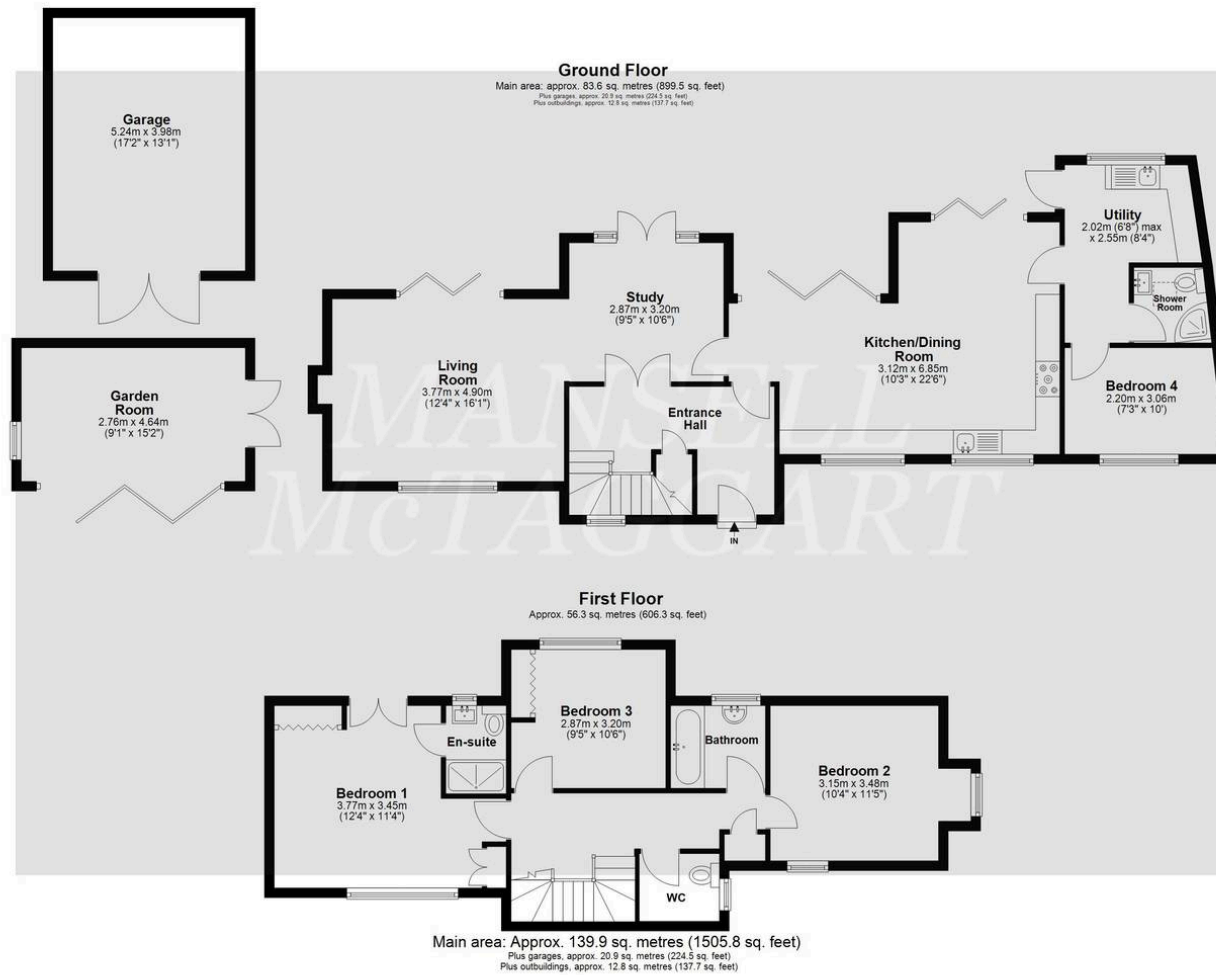 Ground Floor
Main area: approx. 83.6 sq. metres (899.5 sq. feet)
Plus garages, approx. 20.9 sq. metres (224.5 sq. feet)
Plus outbuildings, approx. 12.8 sq. metres (137.7 sq. feet)
Garage
5.24m x 3.98m
(17'2" x 13'1")
Utility
2.02m (6'8") max
x 2.55m (8'4")
Study
2.87m x 3.20m
(9'5" x 10'6")
Shower
Room
Kitchen/Dining
Room
3.12m x 6.85m
(10'3" x 22'6")
Living
Room
3.77m x 4.90m
(12'4" x 16'1")
Garden
Room
2.76m x 4.64m
(9'1" x 15'2")
Bedroom 4
2.20m x 3.06m
(7'3" x 10')
Entrance
Hall
MANSELL
McTAGGART
IN
First Floor
Approx. 56.3 sq. metres (606.3 sq. feet)
Bedroom 3
2.87m x 3.20m
(9'5" x 10'6")
En-suite
Bathroom
Bedroom 2
3.15m x 3.48m
(10'4" x 11'5")
Bedroom 1
3.77m x 3.45m
(12'4" x 11'4")
WC
Main area: Approx. 139.9 sq. metres (1505.8 sq. feet)
Plus garages, approx. 20.9 sq. metres (224.5 sq. feet)
Plus outbuildings, approx. 12.8 sq. metres (137.7 sq. feet)